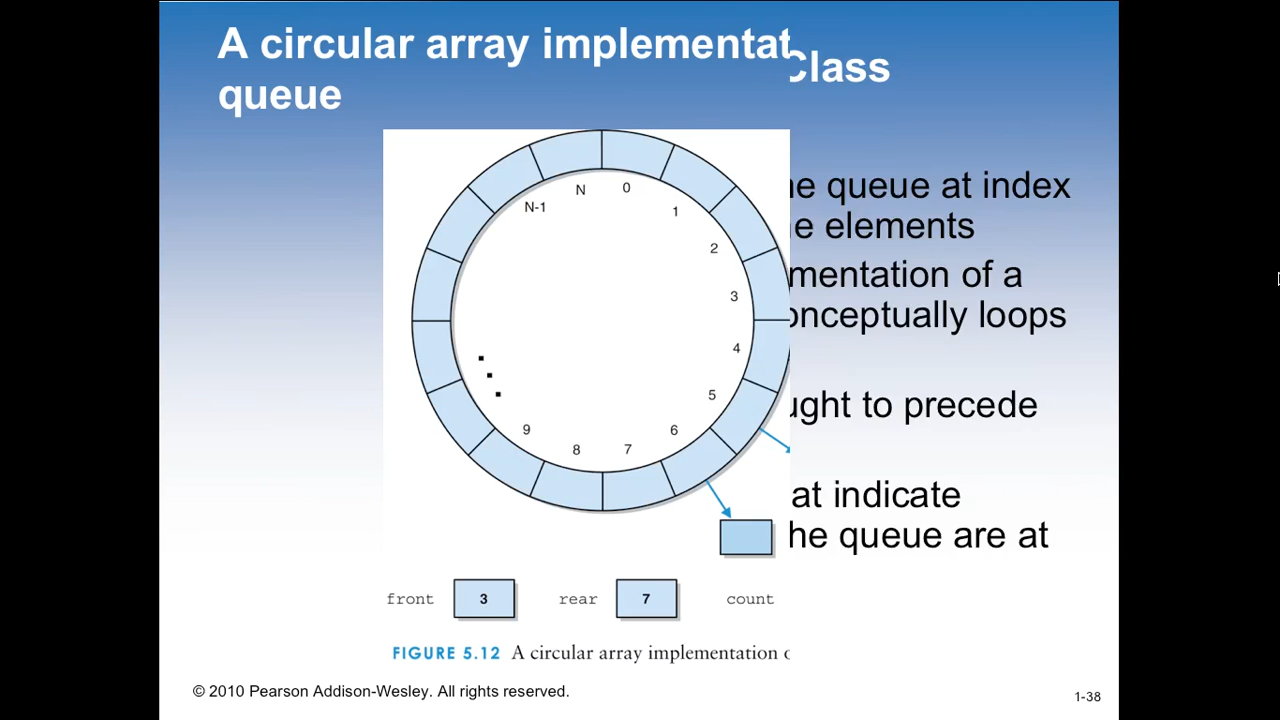 A circular array implementat
Class
queue
he queue at index
e elements
mentation of a
onceptually loops
ught to precede
at indicate
he queue are at
N 0
N-1 1
2
3
4
5
9 6
8 7
front 3 rear 7 count
FIGURE 5.12 A circular array implementation
© 2010 Pearson Addison-Wesley. All rights reserved.
1-38